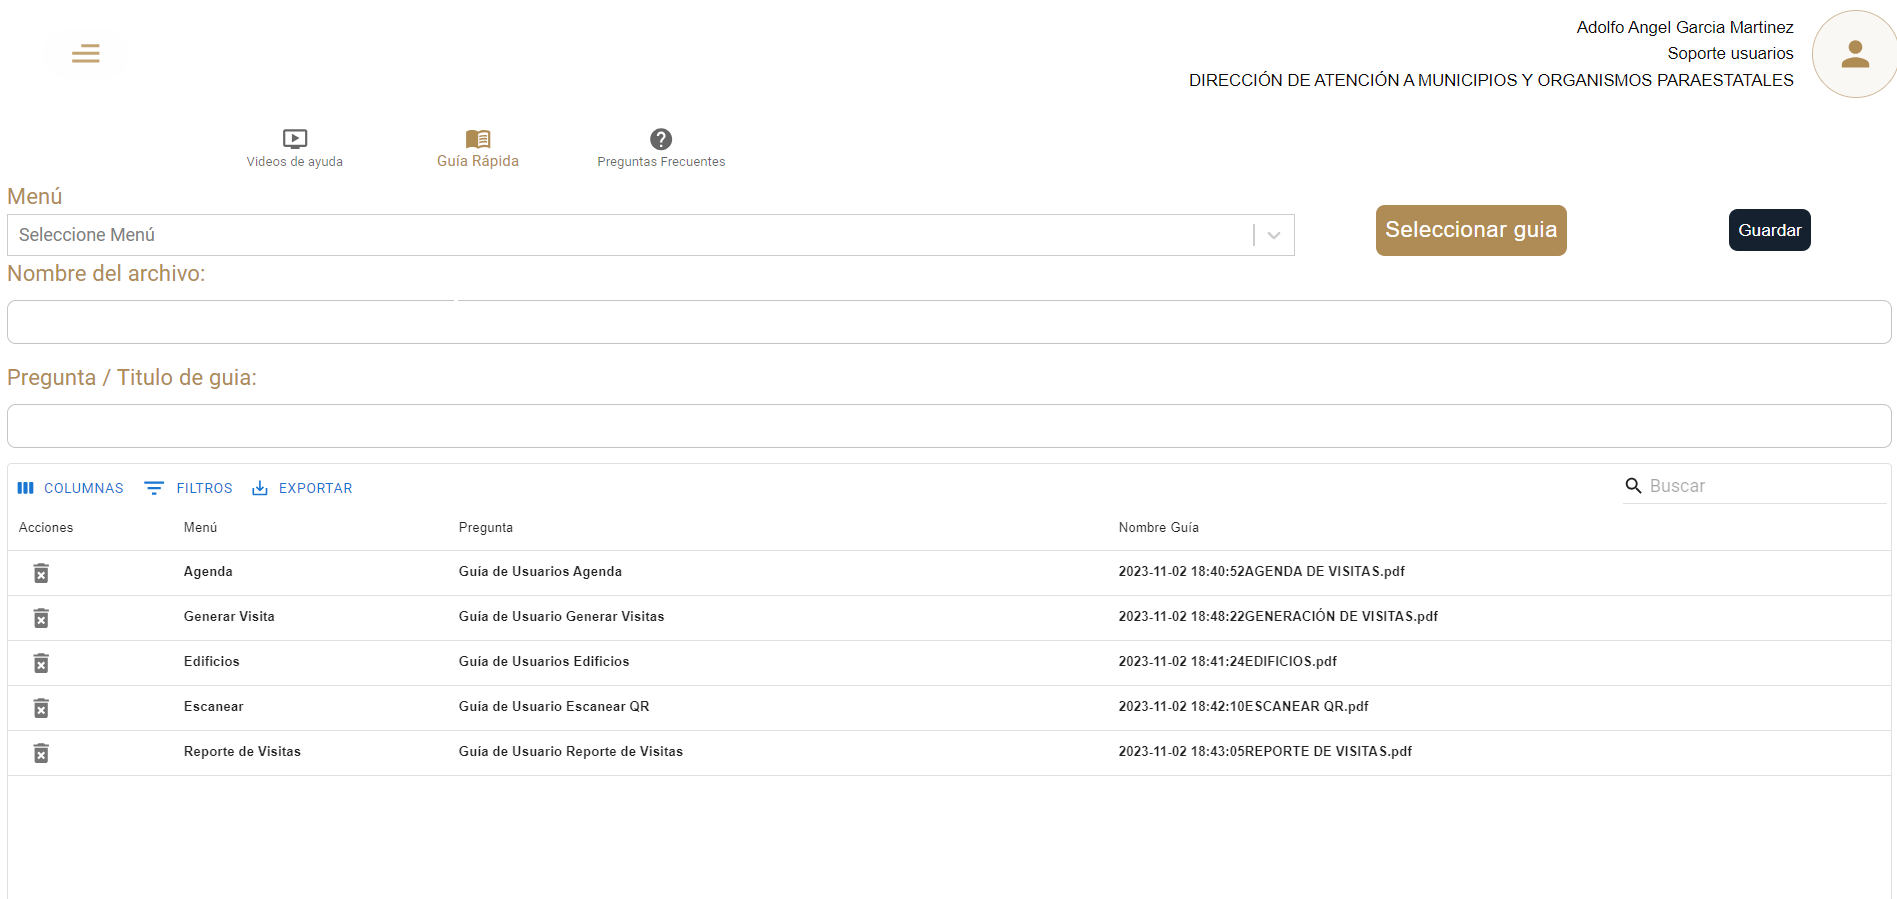 Adolfo Angel Garcia Martinez
Soporte usuarios
DIRECCIÓN DE ATENCIÓN A MUNICIPIOS Y ORGANISMOS PARAESTATALES
Videos de ayuda
Guía Rápida
Preguntas Frecuentes
Menú
Seleccione Menú
Seleccionar guia
Guardar
Nombre del archivo:
Pregunta / Titulo de guia:
COLUMNAS FILTROS EXPORTAR
Buscar
Acciones Menú Pregunta Nombre Guía
Agenda Guía de Usuarios Agenda 2023-11-02 18:40:52AGENDA DE VISITAS.pdf
Generar Visita Guía de Usuario Generar Visitas 2023-11-02 18:48:22GENERACIÓN DE VISITAS.pdf
Edificios Guía de Usuarios Edificios 2023-11-02 18:41:24EDIFICIOS.pdf
Escanear Guía de Usuario Escanear QR 2023-11-02 18:42:10ESCANEAR QR.pdf
Reporte de Visitas Guía de Usuario Reporte de Visitas 2023-11-02 18:43:05REPORTE DE VISITAS.pdf